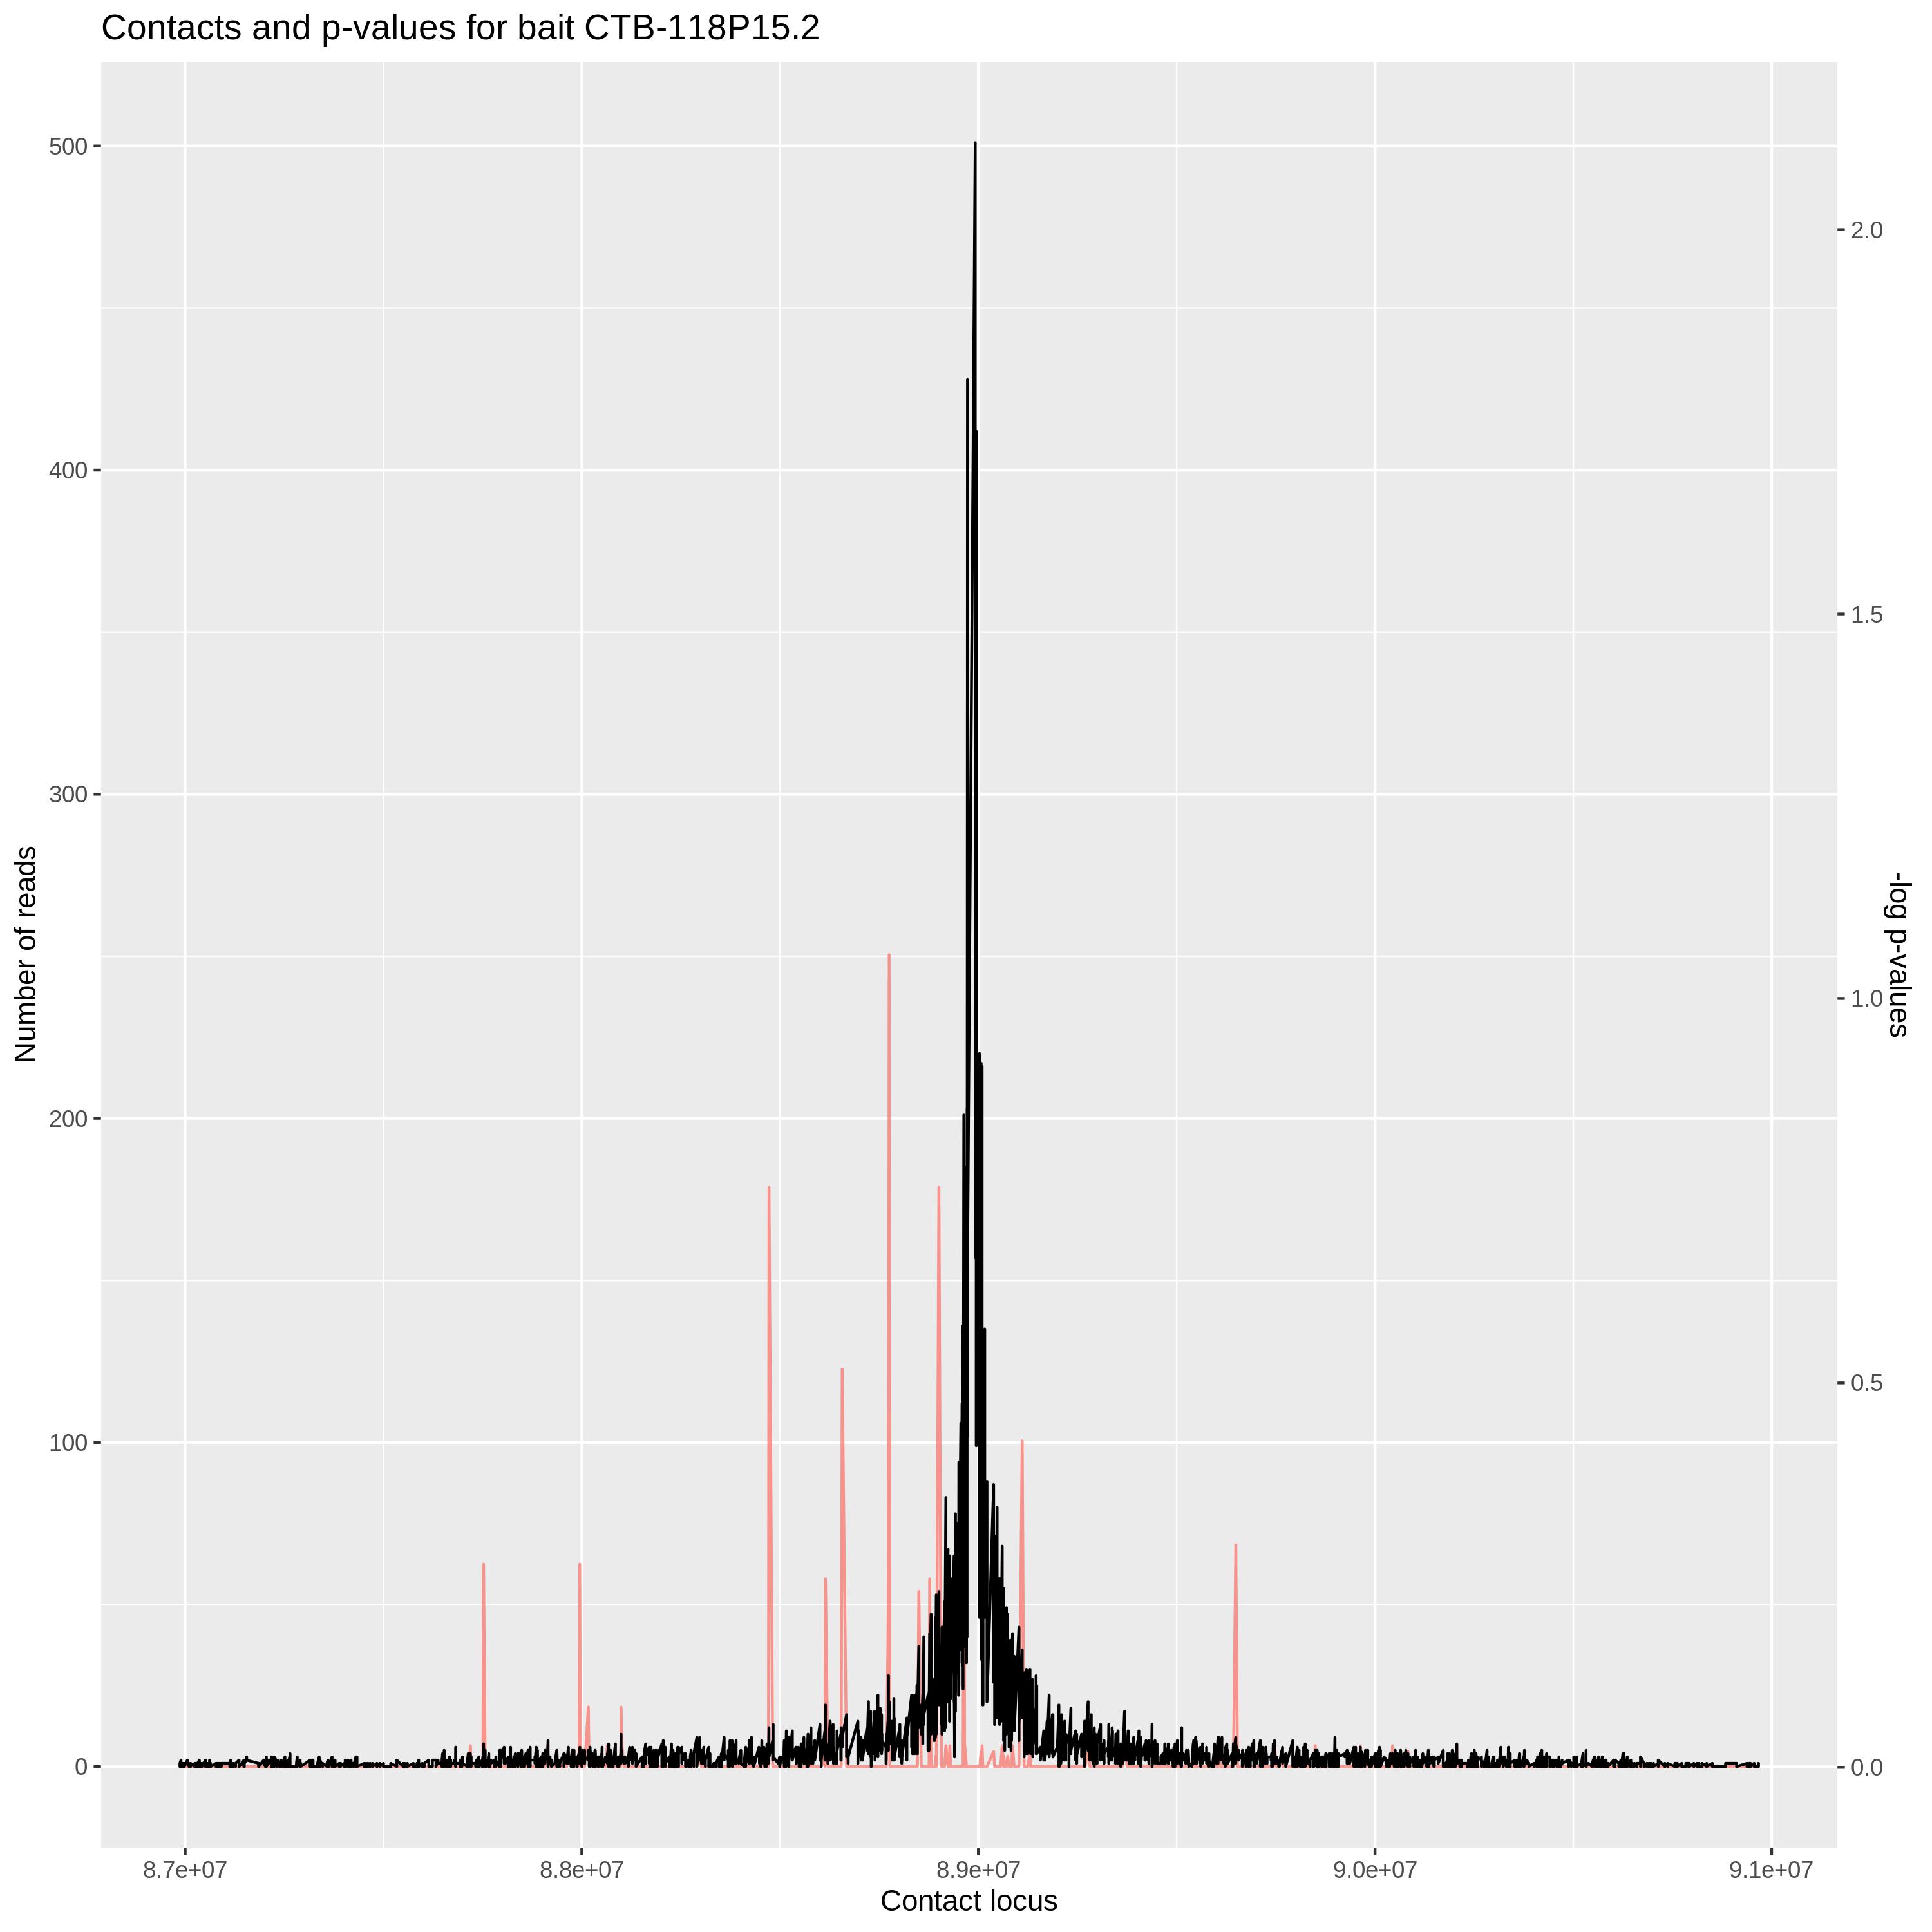 Contacts and p-values for bait CTB-118P15.2
500
400
300
200
100
0
Number of reads
2.0
1.5
1.0
0.5
0.0
-log p-values
8.7e+07 8.8e+07 8.9e+07 9.0e+07 9.1e+07
Contact locus